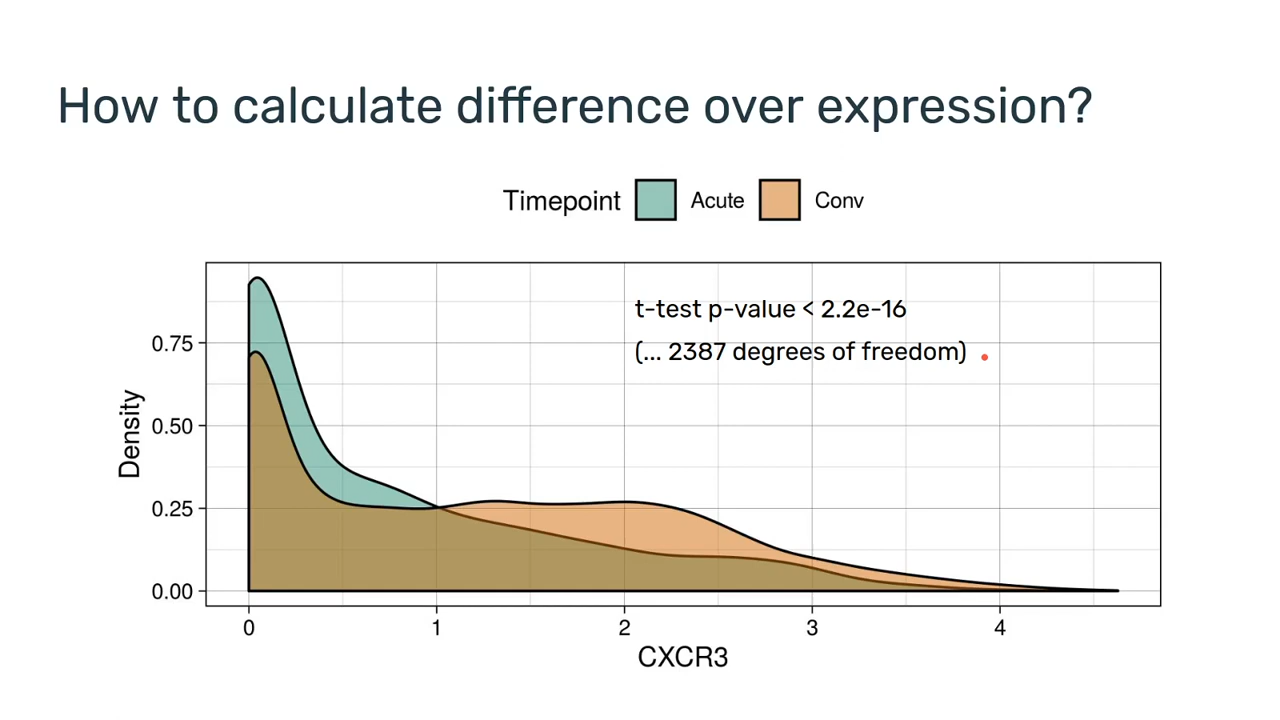 How to calculate difference over expression?
Timepoint Acute Conv
t-test p-value < 2.2e-16
(... 2387 degrees of freedom)
Density
0.75
0.50
0.25
0.00
0 1 2 3 4
CXCR3